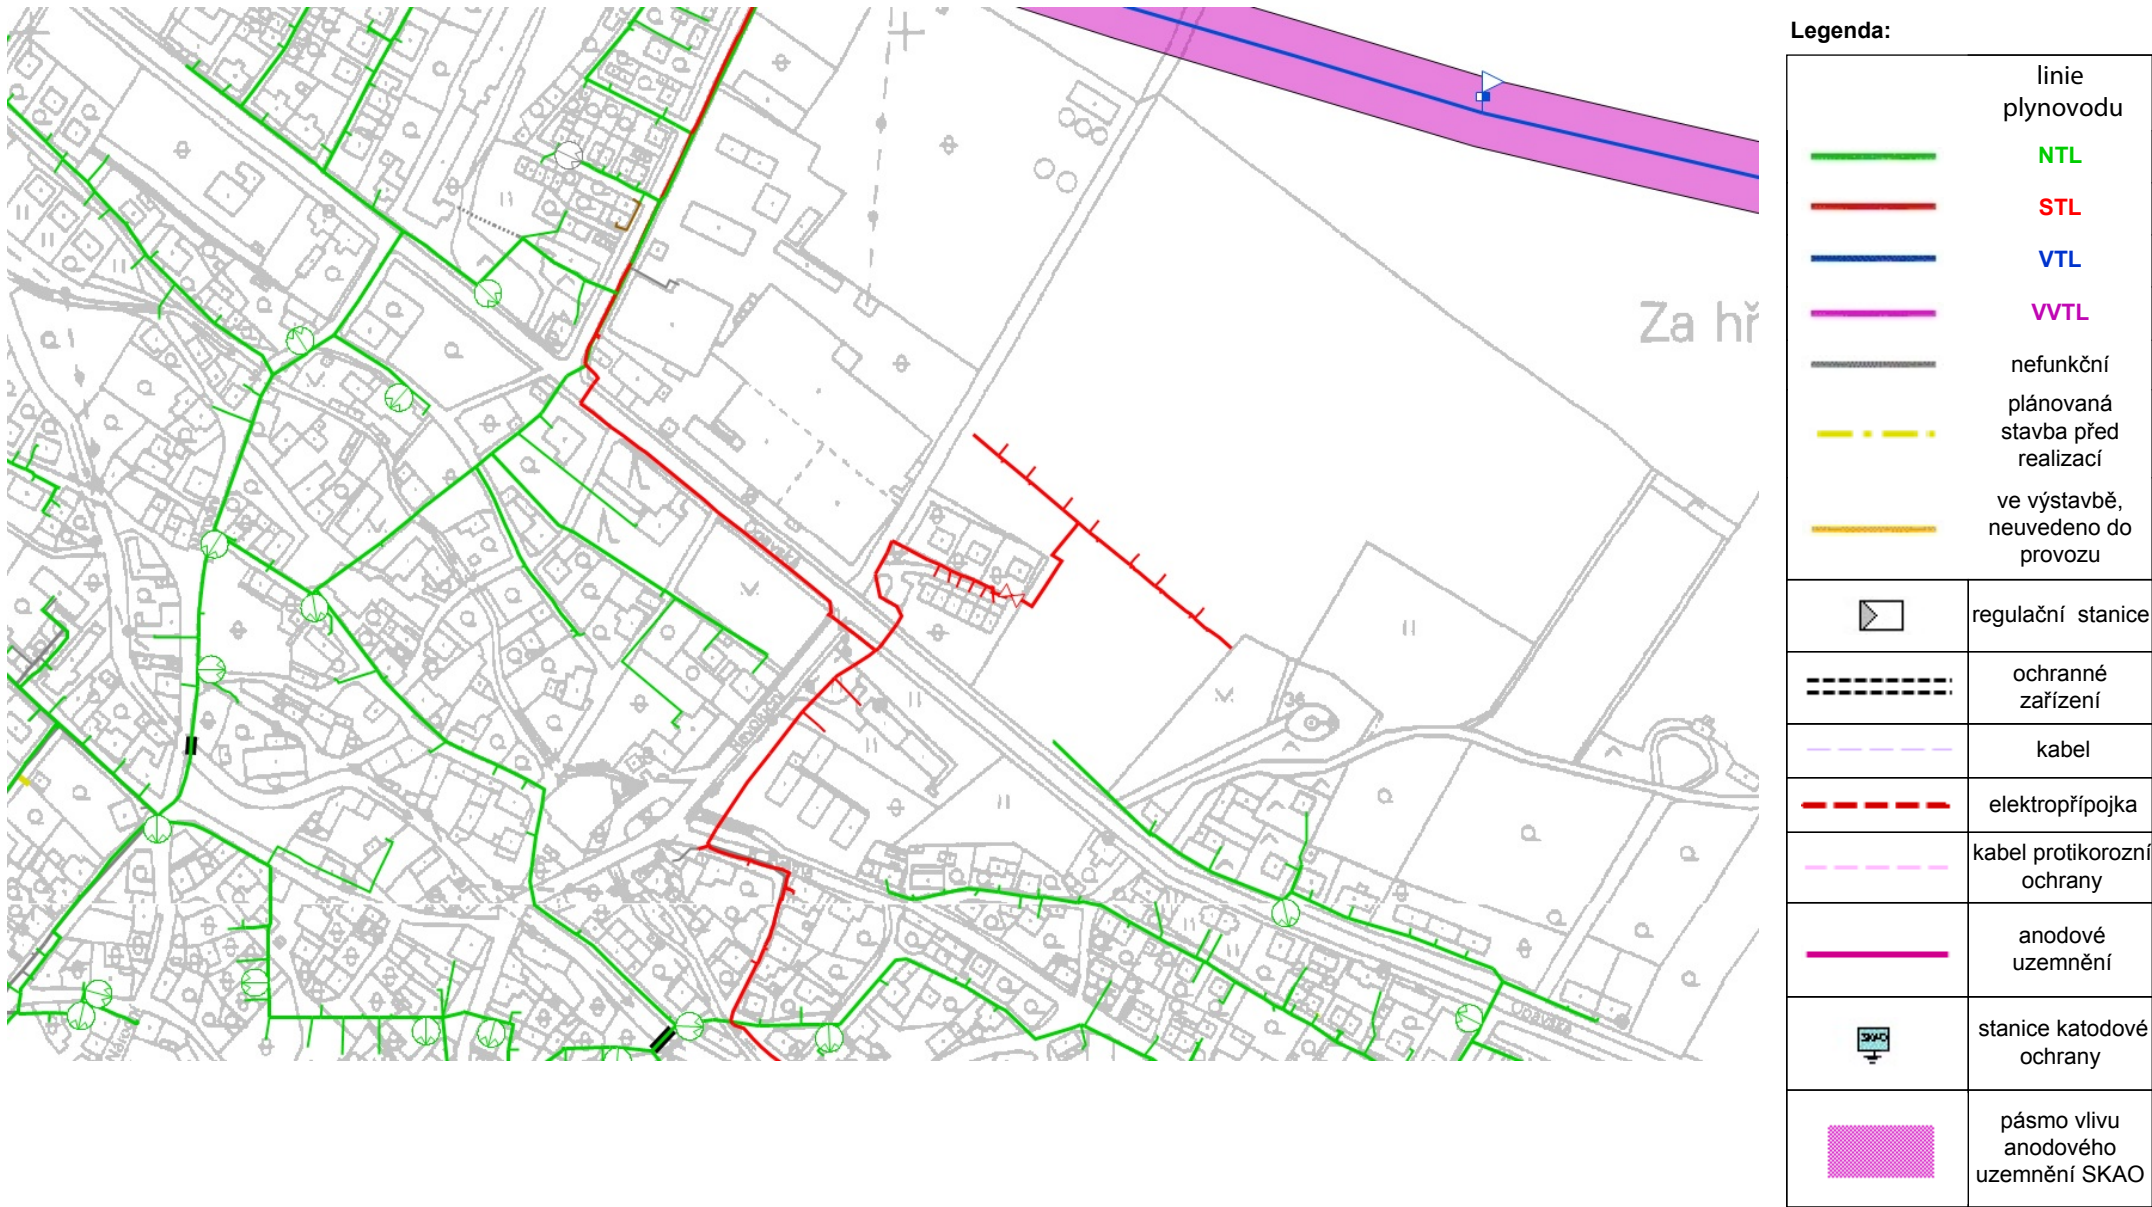 Legenda:
linie
plynovodu
NTL
STL
VTL
VVTL
nefunkční
plánovaná
stavba před
realizací
ve výstavbě,
neuvedeno do
provozu
regulační stanice
ochranné
zařízení
kabel
elektropřípojka
kabel protikorozní
ochrany
anodové
uzemnění
SKAO
stanice katodové
ochrany
pásmo vlivu
anodového
uzemnění SKAO
Za hř
Opavská